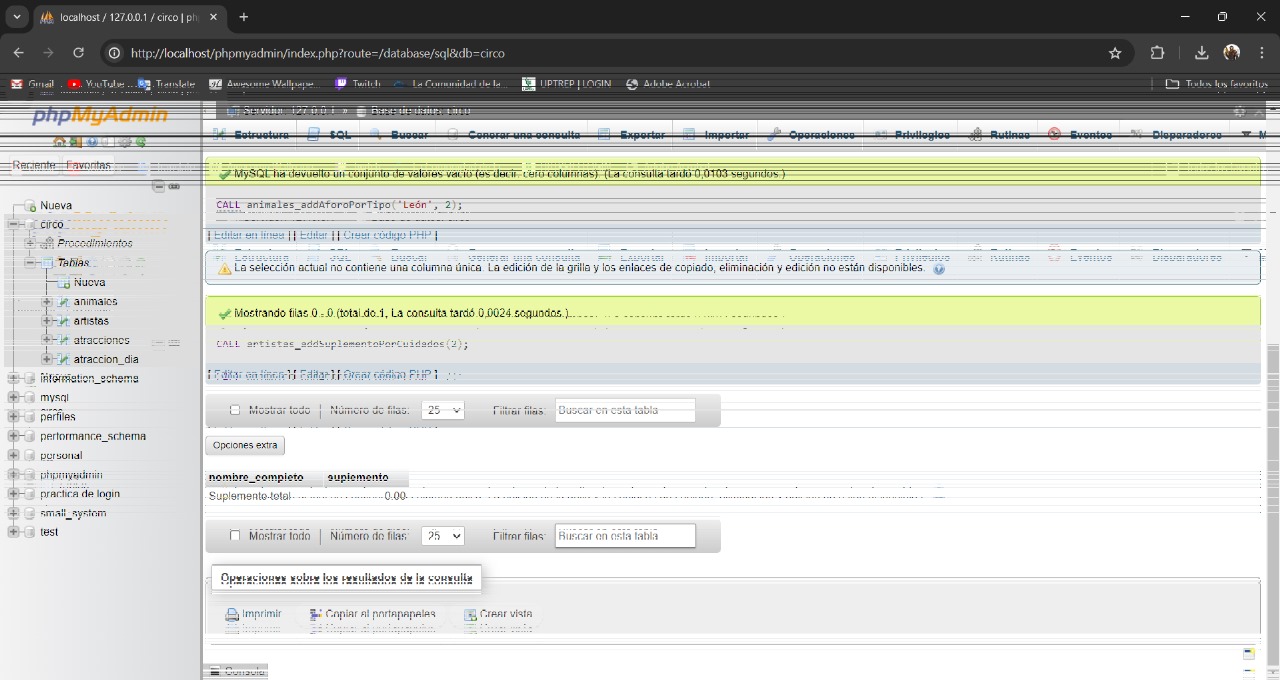 localhost / 127.0.0.1 / circo | ph
http://localhost/phpmyadmin/index.php?route=/database/sql&db=circo
Gmail YouTube Translate Awesome Wallpape... Twitch La Comunidad de la... UPTREP | LOGIN Adobe Acrobat Todos los favoritos
phpMyAdmin
Servidor: 127.0.0.1 » Base de datos: circo
Estructura SQL Buscar Generar una consulta Exportar Importar Operaciones Privilegios Rutinas Eventos Disparadores
Reciente Favoritas
Nueva
circo
Procedimientos
Tablas
Nueva
animales
artistas
atracciones
atraccion_dia
information_schema
mysql
perfiles
performance_schema
personal
phpmyadmin
practica de login
small_system
test
MySQL ha devuelto un conjunto de valores vacío (es decir: cero columnas). (La consulta tardó 0,0103 segundos.)
CALL animales_addAforoPorTipo('León', 2);
[ Editar en línea ] [ Editar ] [ Crear código PHP ]
La selección actual no contiene una columna única. La edición de la grilla y los enlaces de copiado, eliminación y edición no están disponibles.
Mostrando filas 0 - 0 (total de 1, La consulta tardó 0,0024 segundos.)
CALL artistas_addSuplementoPorCuidados(2);
[ Editar en línea ] [ Editar ] [ Crear código PHP ]
Mostrar todo | Número de filas: 25 Filtrar filas: Buscar en esta tabla
Opciones extra
nombre_completo suplemento
Suplemento total 0.00
Mostrar todo | Número de filas: 25 Filtrar filas: Buscar en esta tabla
Operaciones sobre los resultados de la consulta
Imprimir Copiar al portapapeles Crear vista
Consola